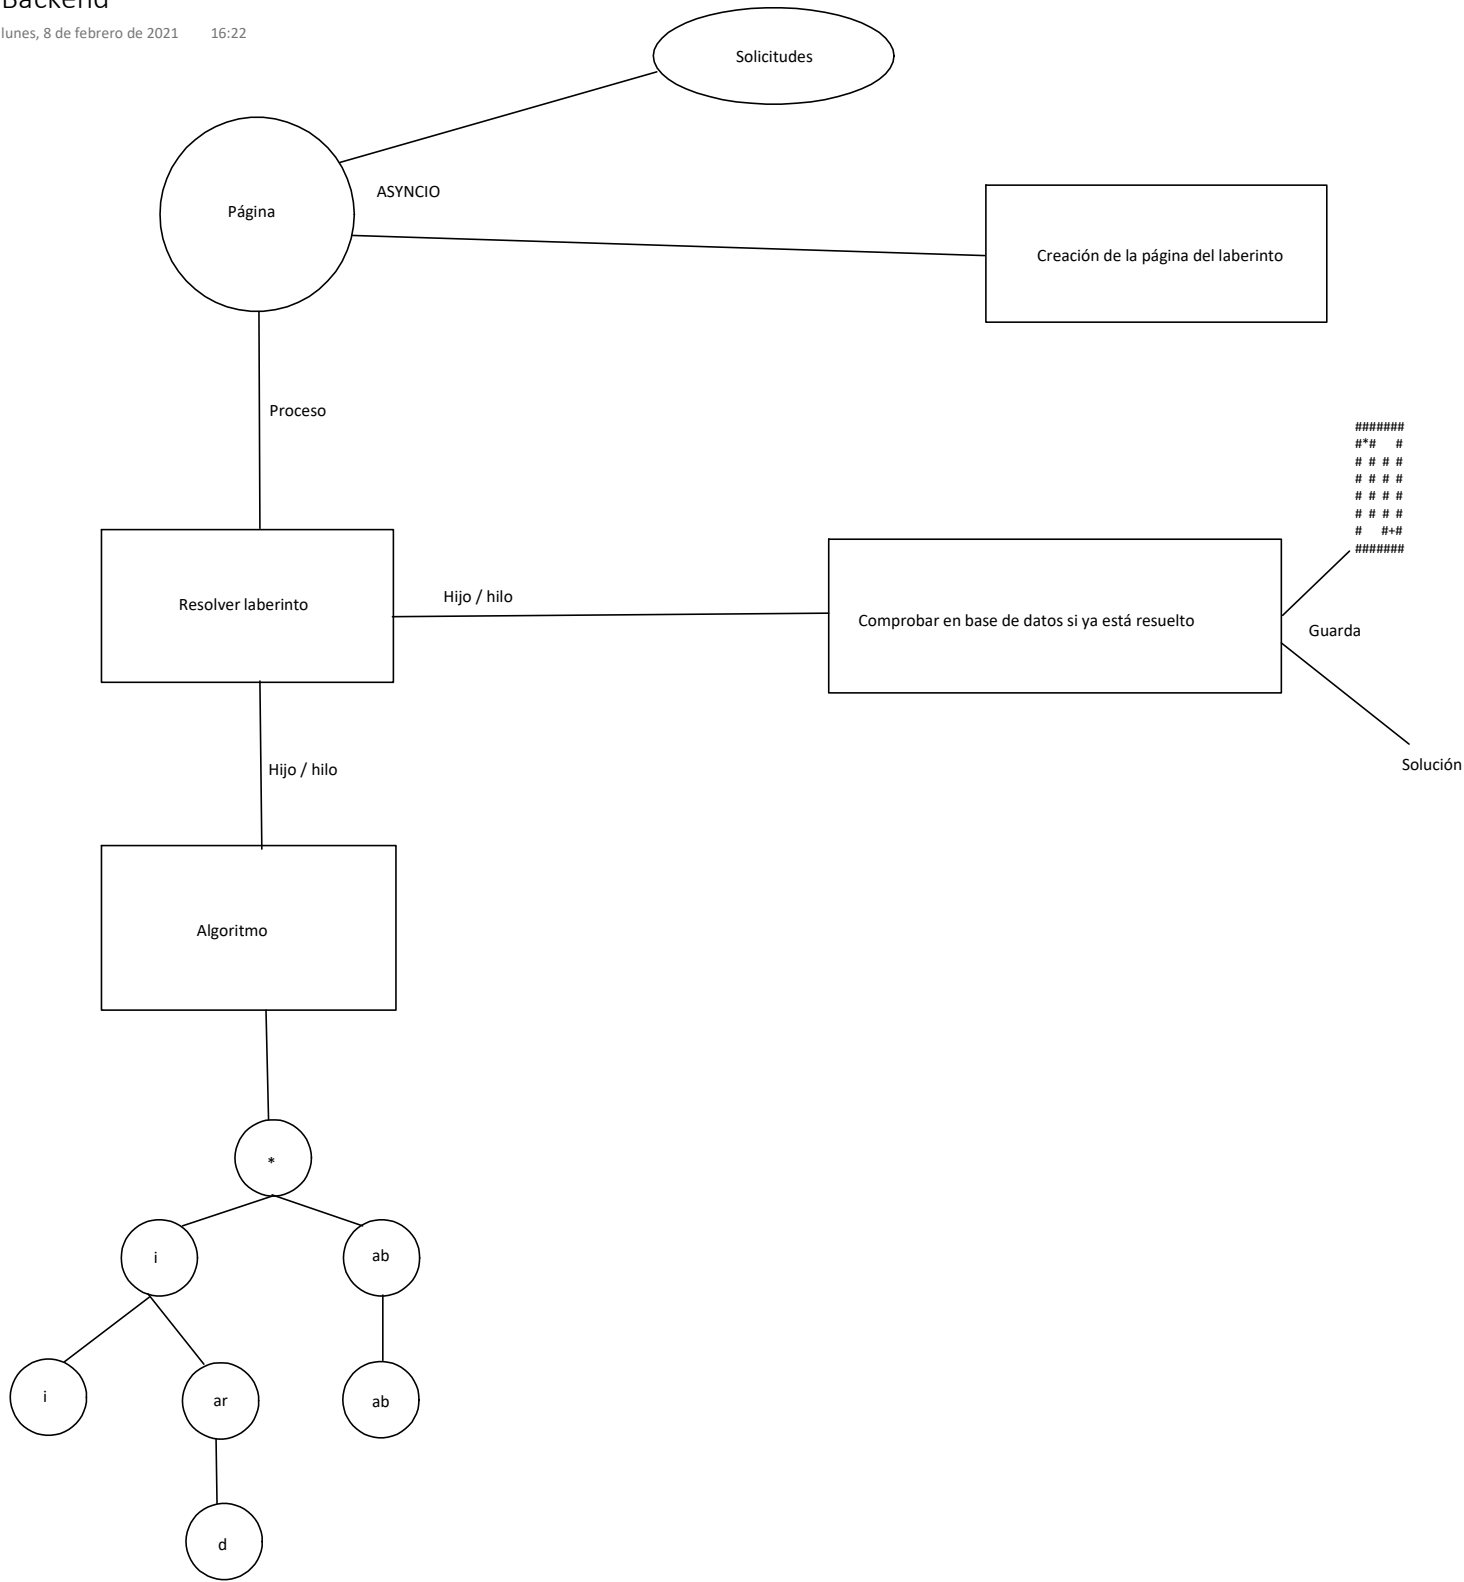 Backend
lunes, 8 de febrero de 2021 16:22
Solicitudes
Página
ASYNCIO
Creación de la página del laberinto
Proceso
#######
#*#   #
# # # #
# # # #
# # # #
# # # #
#   #+#
#######
Resolver laberinto
Hijo / hilo
Comprobar en base de datos si ya está resuelto
Guarda
Solución
Hijo / hilo
Algoritmo
*
i
ab
i
ar
ab
d